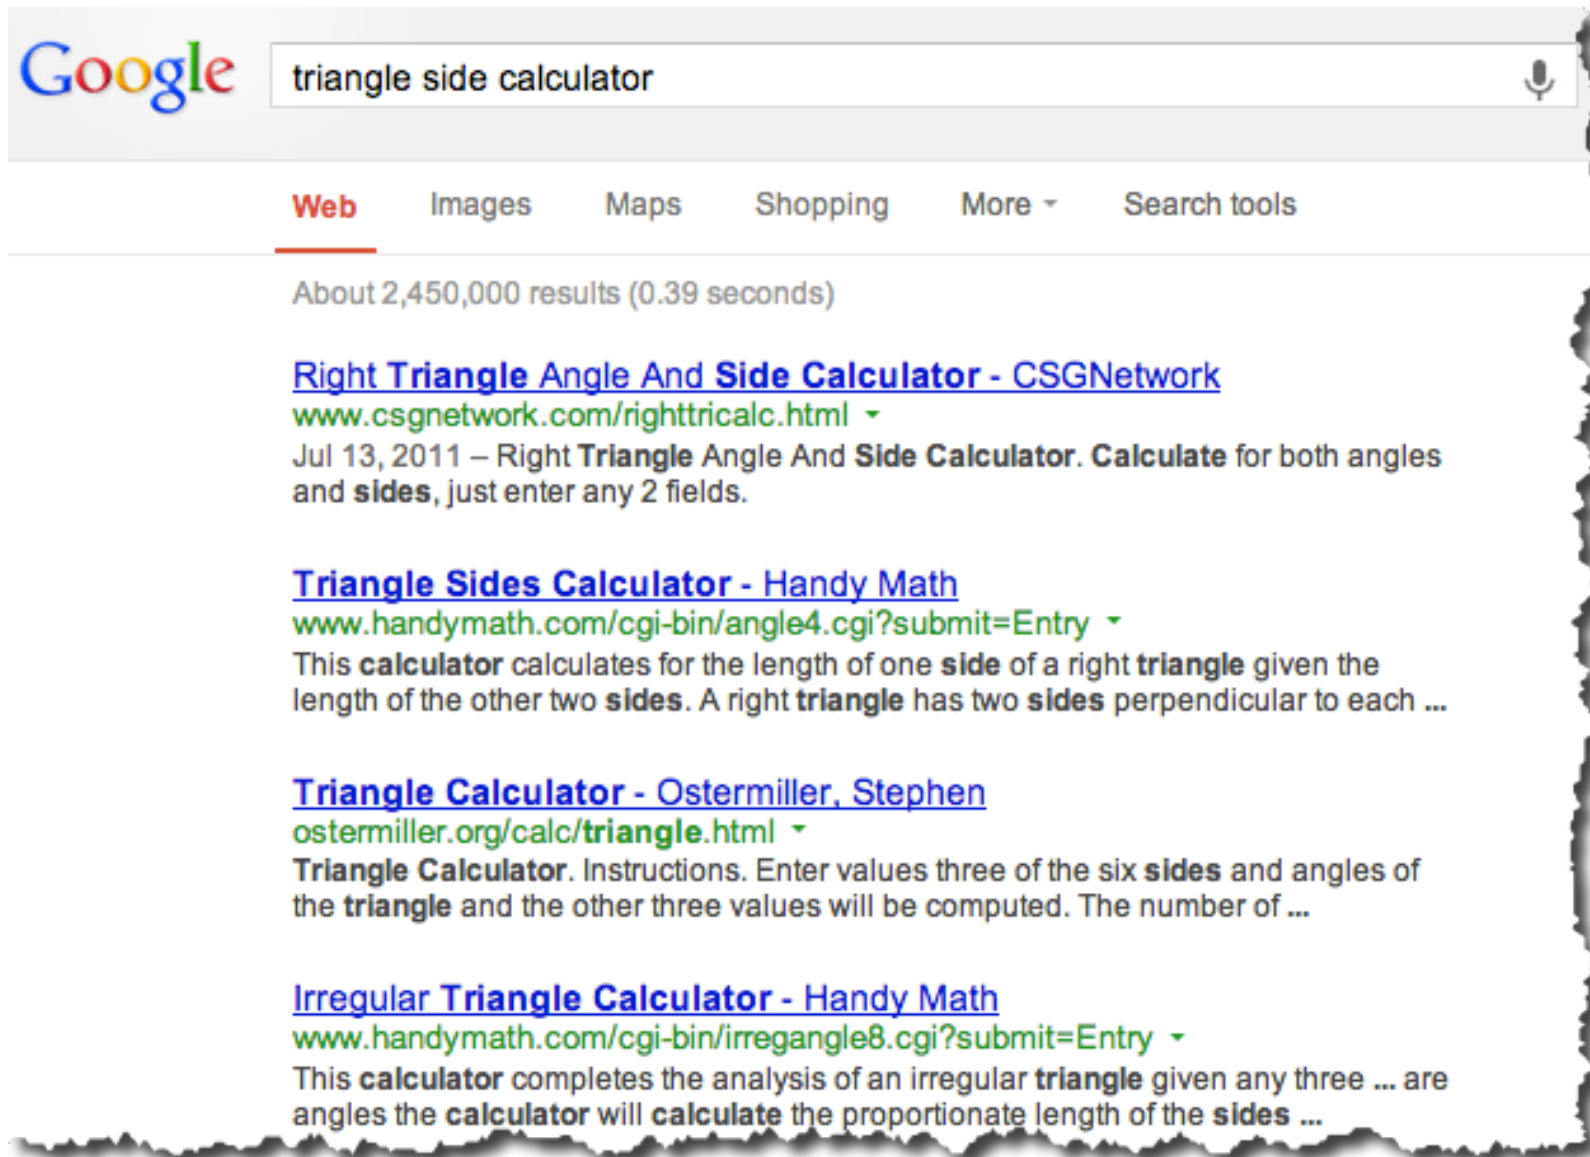 Google
triangle side calculator
Web Images Maps Shopping More Search tools
About 2,450,000 results (0.39 seconds)
Right Triangle Angle And Side Calculator - CSGNetwork
www.csgnetwork.com/righttricalc.html
Jul 13, 2011 – Right Triangle Angle And Side Calculator. Calculate for both angles
and sides, just enter any 2 fields.
Triangle Sides Calculator - Handy Math
www.handymath.com/cgi-bin/angle4.cgi?submit=Entry
This calculator calculates for the length of one side of a right triangle given the
length of the other two sides. A right triangle has two sides perpendicular to each ...
Triangle Calculator - Ostermiller, Stephen
ostermiller.org/calc/triangle.html
Triangle Calculator. Instructions. Enter values three of the six sides and angles of
the triangle and the other three values will be computed. The number of ...
Irregular Triangle Calculator - Handy Math
www.handymath.com/cgi-bin/irregangle8.cgi?submit=Entry
This calculator completes the analysis of an irregular triangle given any three ... are
angles the calculator will calculate the proportionate length of the sides ...